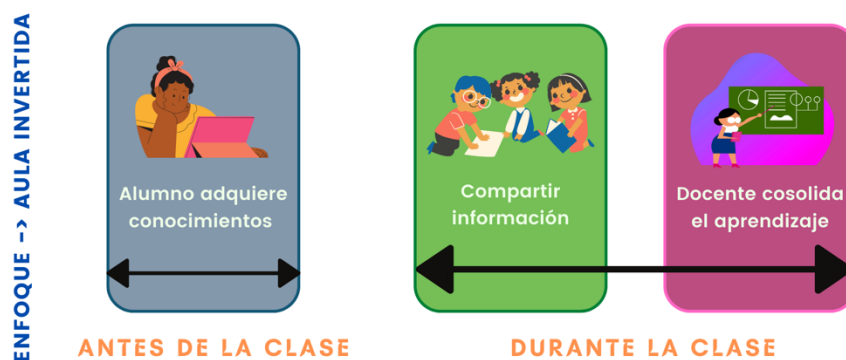 ENFOQUE -> AULA INVERTIDA
Alumno adquiere
conocimientos
Compartir
información
Docente cosolida
el aprendizaje
ANTES DE LA CLASE
DURANTE LA CLASE